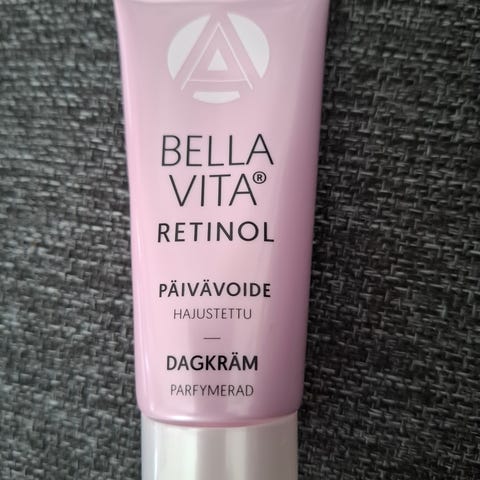 BELLA
VITA®
RETINOL
PÄIVÄVOIDE
HAJUSTETTU
DAGKRÄM
PARFYMERAD